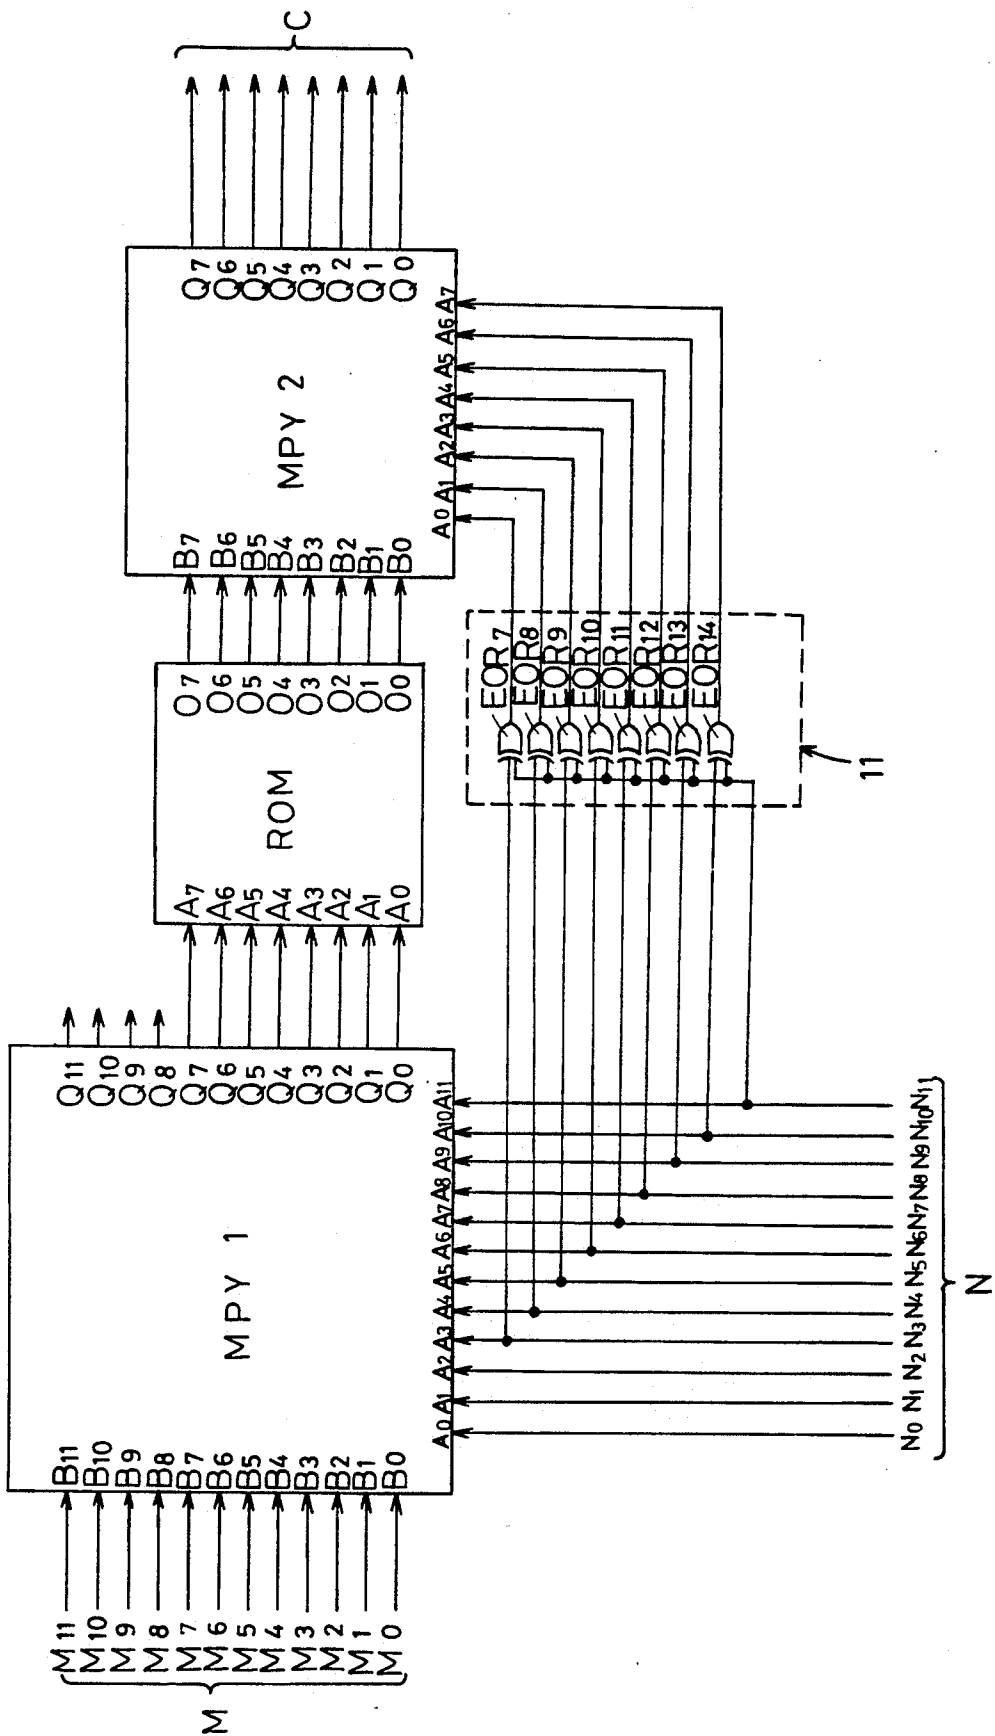 M
M11
M10
M9
M8
M7
M6
M5
M4
M3
M2
M1
M0
B11
B10
B9
B8
B7
B6
B5
B4
B3
B2
B1
B0
MPY 1
Q11
Q10
Q9
Q8
Q7
Q6
Q5
Q4
Q3
Q2
Q1
Q0
A0 A1 A2 A3 A4 A5 A6 A7 A8 A9 A10 A11
N0 N1 N2 N3 N4 N5 N6 N7 N8 N9 N10 N11
N
A7
A6
A5
A4
A3
A2
A1
A0
ROM
O7
O6
O5
O4
O3
O2
O1
O0
EOR7
EOR8
EOR9
EOR10
EOR11
EOR12
EOR13
EOR14
11
B7
B6
B5
B4
B3
B2
B1
B0
MPY 2
Q7
Q6
Q5
Q4
Q3
Q2
Q1
Q0
A0 A1 A2 A3 A4 A5 A6 A7
C